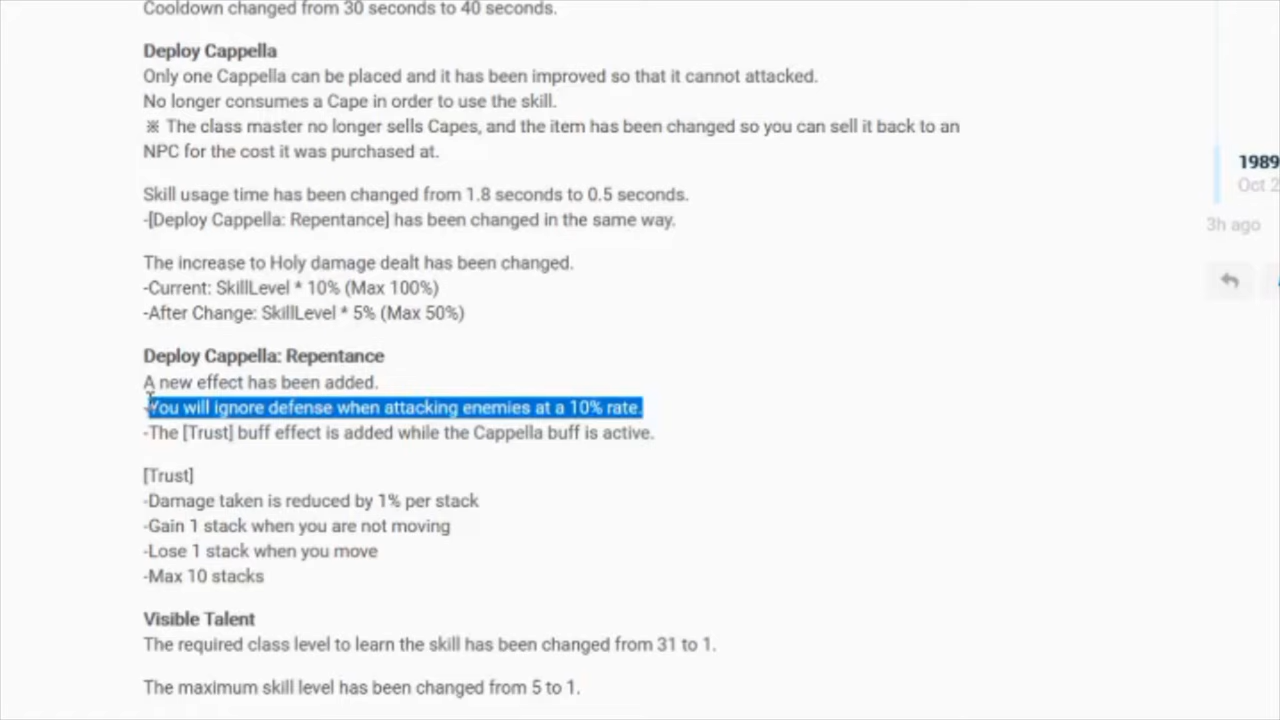 Cooldown changed from 30 seconds to 40 seconds.
Deploy Cappella
Only one Cappella can be placed and it has been improved so that it cannot attacked.
No longer consumes a Cape in order to use the skill.
※ The class master no longer sells Capes, and the item has been changed so you can sell it back to an
NPC for the cost it was purchased at.
Skill usage time has been changed from 1.8 seconds to 0.5 seconds.
-[Deploy Cappella: Repentance] has been changed in the same way.
The increase to Holy damage dealt has been changed.
-Current: SkillLevel * 10% (Max 100%)
-After Change: SkillLevel * 5% (Max 50%)
Deploy Cappella: Repentance
A new effect has been added.
-You will ignore defense when attacking enemies at a 10% rate.
-The [Trust] buff effect is added while the Cappella buff is active.
[Trust]
-Damage taken is reduced by 1% per stack
-Gain 1 stack when you are not moving
-Lose 1 stack when you move
-Max 10 stacks
Visible Talent
The required class level to learn the skill has been changed from 31 to 1.
The maximum skill level has been changed from 5 to 1.
1989
Oct 2
3h ago